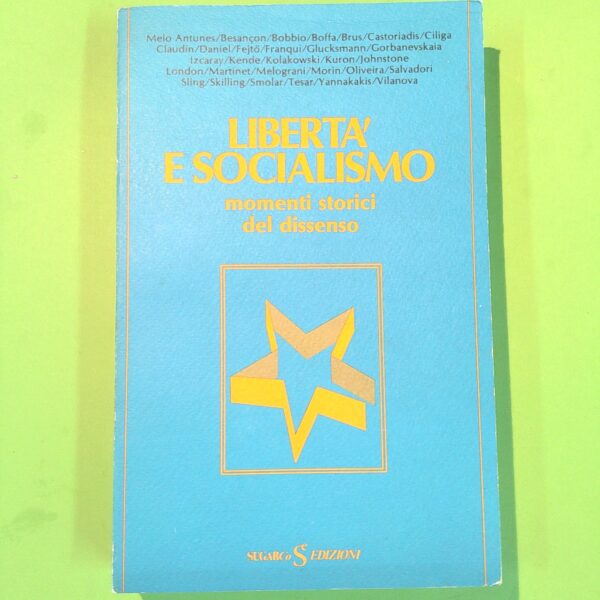 Melo Antunes/Besançon/Bobbio/Boffa/Brus/Castoriadis/Ciliga
Claudin/Daniel/Fejtö/Franqui/Glucksmann/Gorbanevskaia
Izcaray/Kende/Kolakowski/Kuron/Johnstone
London/Martinet/Melograni/Morin/Oliveira/Salvadori
Sling/Skilling/Smolar/Tesar/Yannakakis/Vilanova
LIBERTA'
E SOCIALISMO
momenti storici
del dissenso
SUGARCo Se EDIZIONI